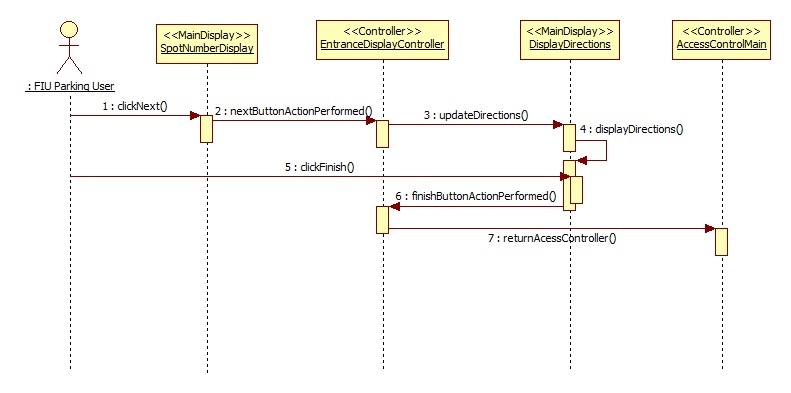 <<MainDisplay>>
SpotNumberDisplay
<<Controller>>
EntranceDisplayController
<<MainDisplay>>
DisplayDirections
<<Controller>>
AccessControlMain
: FIU Parking User
1 : clickNext()
2 : nextButtonActionPerformed()
3 : updateDirections()
4 : displayDirections()
5 : clickFinish()
6 : finishButtonActionPerformed()
7 : returnAcessController()